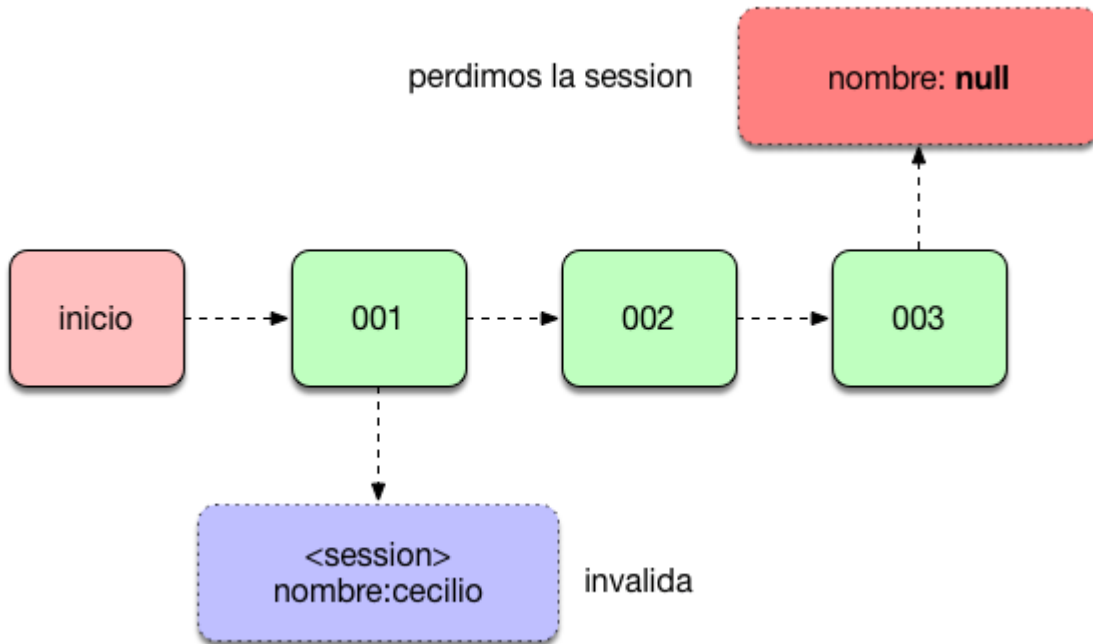 perdimos la session
nombre: null
inicio
001
002
003
<session>
nombre:cecilio
invalida